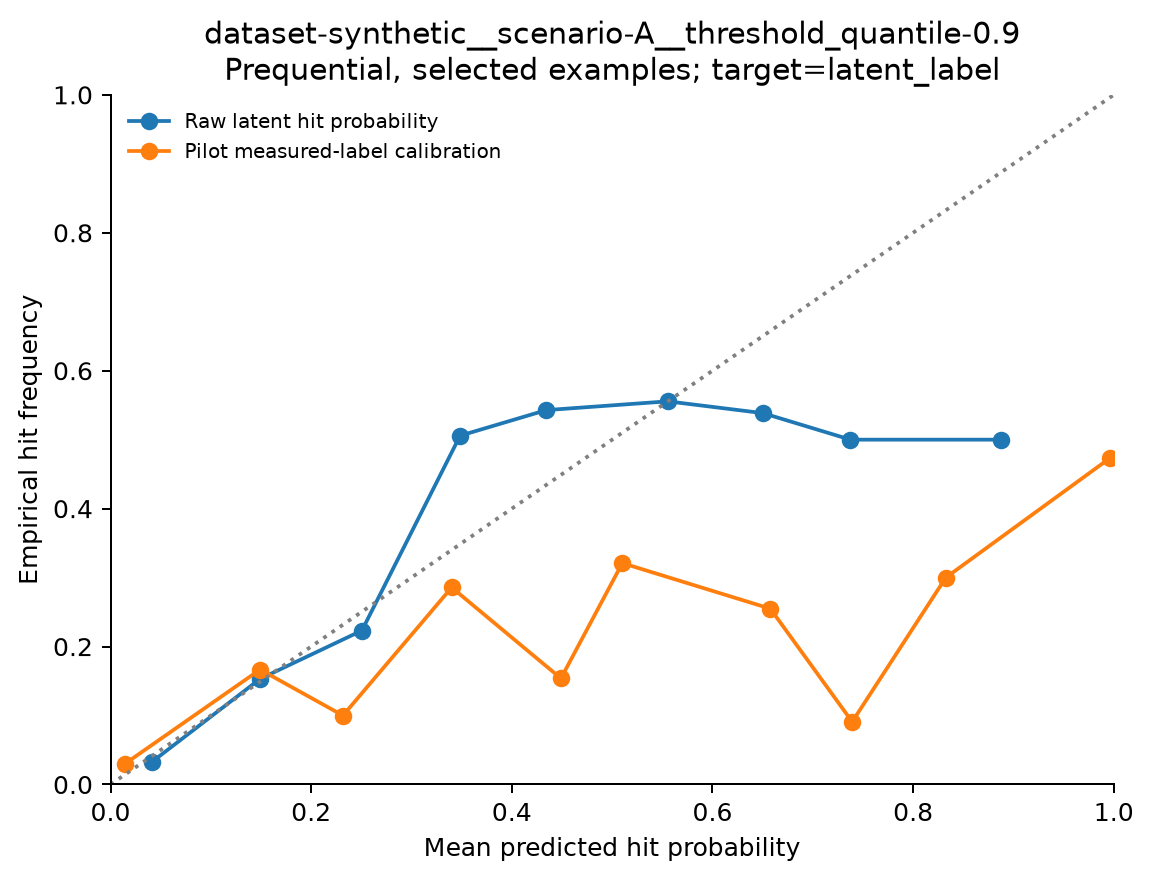 dataset-synthetic__scenario-A__threshold_quantile-0.9
Prequential, selected examples; target=latent_label
Raw latent hit probability
Pilot measured-label calibration
Empirical hit frequency
1.0
0.8
0.6
0.4
0.2
0.0
0.0 0.2 0.4 0.6 0.8 1.0
Mean predicted hit probability